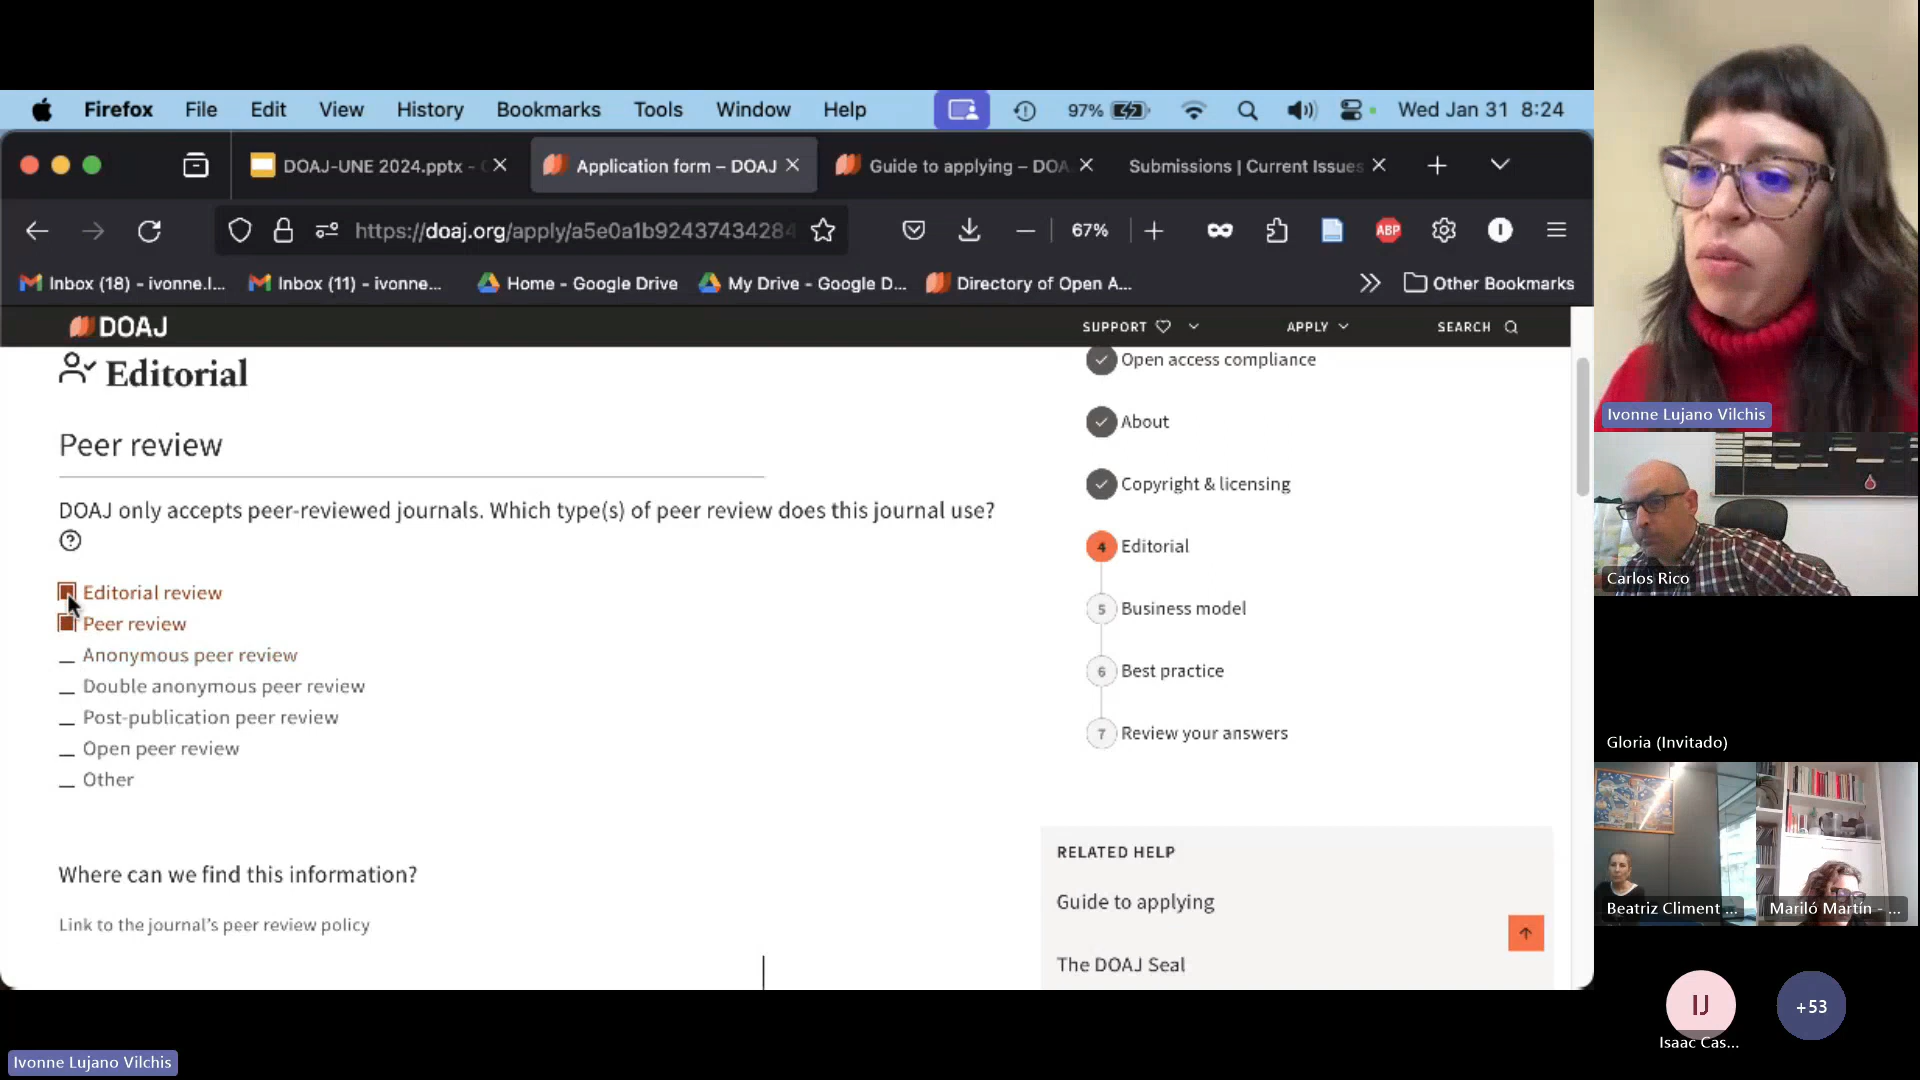 Firefox File Edit View History Bookmarks Tools Window Help 97% Wed Jan 31 8:24
DOAJ-UNE 2024.pptx - Application form – DOAJ Guide to applying – DOA Submissions | Current Issues
https://doaj.org/apply/a5e0a1b92437434284 67% ABP I
Inbox (18) - ivonne.l... Inbox (11) - ivonne... Home - Google Drive My Drive - Google D... Directory of Open A... Other Bookmarks
DOAJ SUPPORT APPLY SEARCH
Editorial
Peer review
DOAJ only accepts peer-reviewed journals. Which type(s) of peer review does this journal use?
?
Editorial review
Peer review
Anonymous peer review
Double anonymous peer review
Post-publication peer review
Open peer review
Other
Where can we find this information?
Link to the journal's peer review policy
Open access compliance
About
Copyright & licensing
4 Editorial
5 Business model
6 Best practice
7 Review your answers
RELATED HELP
Guide to applying
The DOAJ Seal
Ivonne Lujano Vilchis
Carlos Rico
Gloria (Invitado)
Beatriz Climent ...
Mariló Martín - ...
IJ
Isaac Cas...
+53
Ivonne Lujano Vilchis